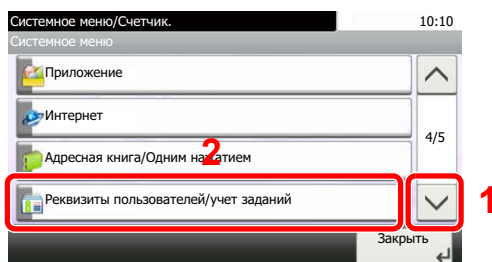 Системное меню/Счетчик. 10:10
Системное меню
Приложение
Интернет
4/5
2
Адресная книга/Одним нажатием
Реквизиты пользователей/учет заданий
1
Закрыть